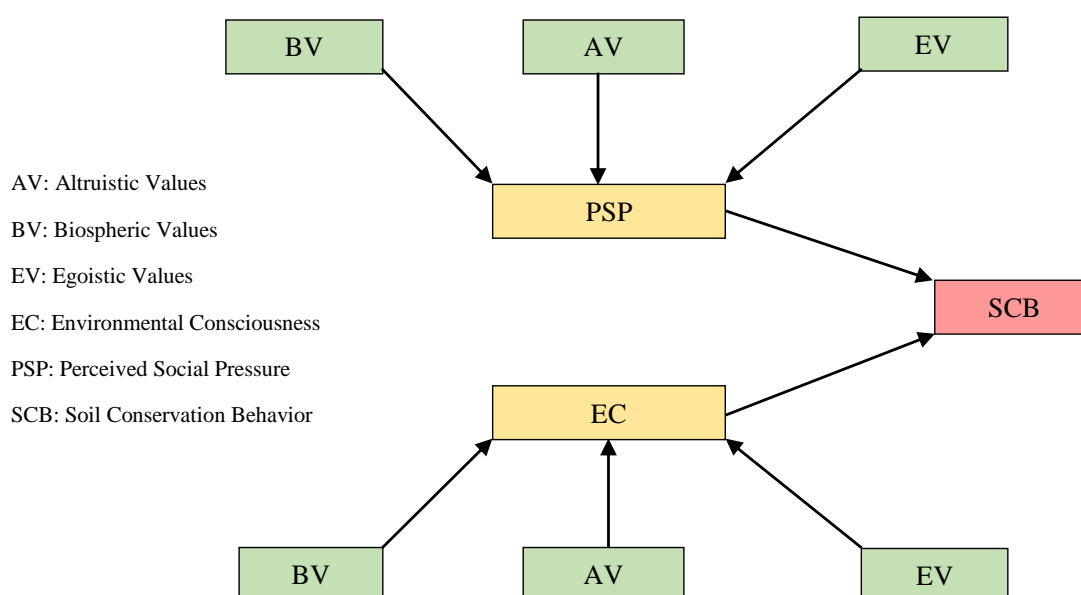 BV
AV
EV
AV: Altruistic Values
BV: Biospheric Values
EV: Egoistic Values
EC: Environmental Consciousness
PSP: Perceived Social Pressure
SCB: Soil Conservation Behavior
PSP
SCB
EC
BV
AV
EV